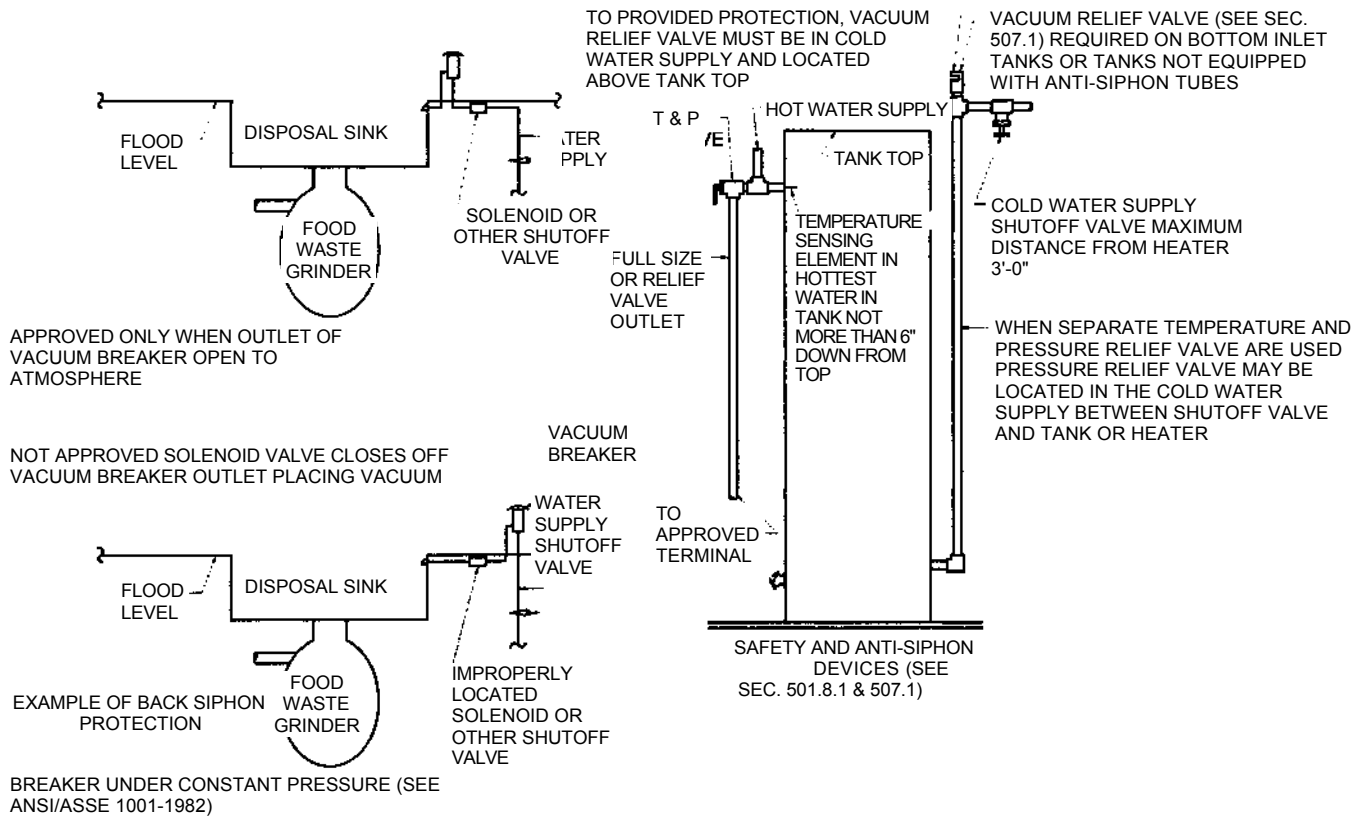 TO PROVIDED PROTECTION, VACUUM
RELIEF VALVE MUST BE IN COLD
WATER SUPPLY AND LOCATED
ABOVE TANK TOP
VACUUM RELIEF VALVE (SEE SEC.
507.1) REQUIRED ON BOTTOM INLET
TANKS OR TANKS NOT EQUIPPED
WITH ANTI-SIPHON TUBES
FLOOD
LEVEL
DISPOSAL SINK
FOOD
WASTE
GRINDER
SOLENOID OR
OTHER SHUTOFF
VALVE
APPROVED ONLY WHEN OUTLET OF
VACUUM BREAKER OPEN TO
ATMOSPHERE
T & P
HOT WATER SUPPLY
TANK TOP
TEMPERATURE
SENSING
ELEMENT IN
HOTTEST
WATER IN
TANK NOT
MORE THAN 6"
DOWN FROM
TOP
FULL SIZE
OR RELIEF
VALVE
OUTLET
COLD WATER SUPPLY
SHUTOFF VALVE MAXIMUM
DISTANCE FROM HEATER
3'-0"
WHEN SEPARATE TEMPERATURE AND
PRESSURE RELIEF VALVE ARE USED
PRESSURE RELIEF VALVE MAY BE
LOCATED IN THE COLD WATER
SUPPLY BETWEEN SHUTOFF VALVE
AND TANK OR HEATER
NOT APPROVED SOLENOID VALVE CLOSES OFF
VACUUM BREAKER OUTLET PLACING VACUUM
VACUUM
BREAKER
WATER
SUPPLY
SHUTOFF
VALVE
TO
APPROVED
TERMINAL
FLOOD
LEVEL
DISPOSAL SINK
FOOD
WASTE
GRINDER
IMPROPERLY
LOCATED
SOLENOID OR
OTHER SHUTOFF
VALVE
EXAMPLE OF BACK SIPHON
PROTECTION
BREAKER UNDER CONSTANT PRESSURE (SEE
ANSI/ASSE 1001-1982)
SAFETY AND ANTI-SIPHON
DEVICES (SEE
SEC. 501.8.1 & 507.1)